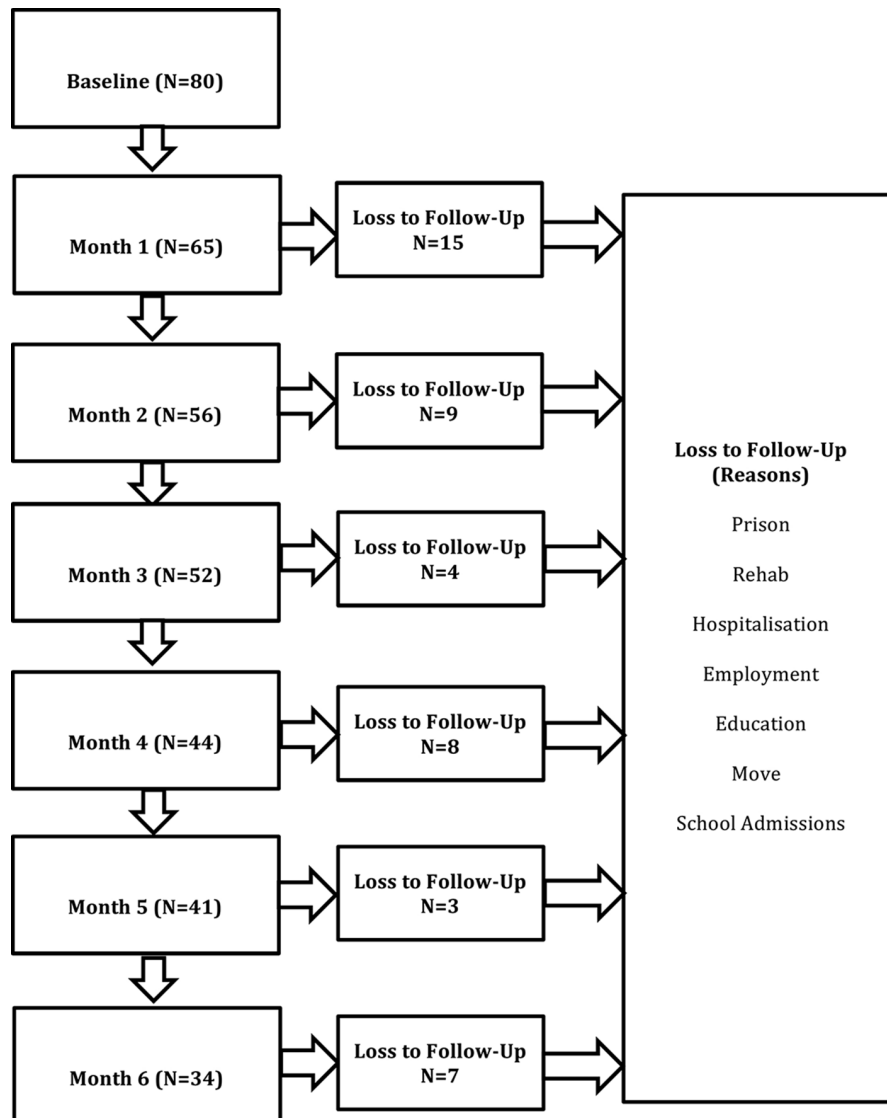 Baseline (N=80)
Month 1 (N=65)
Loss to Follow-Up
N=15
Month 2 (N=56)
Loss to Follow-Up
N=9
Month 3 (N=52)
Loss to Follow-Up
N=4
Month 4 (N=44)
Loss to Follow-Up
N=8
Month 5 (N=41)
Loss to Follow-Up
N=3
Month 6 (N=34)
Loss to Follow-Up
N=7
Loss to Follow-Up
(Reasons)
Prison
Rehab
Hospitalisation
Employment
Education
Move
School Admissions